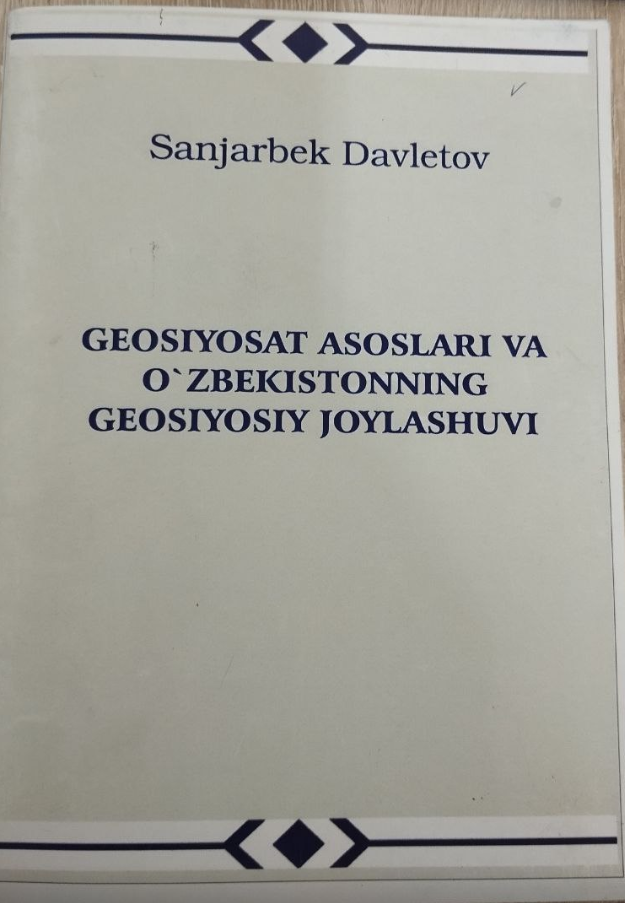 Sanjarbek Davletov
GEOSIYOSAT ASOSLARI VA
O`ZBEKISTONNING
GEOSIYOSIY JOYLASHUVI